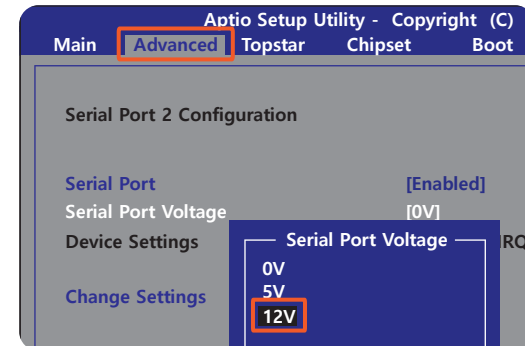 Aptio Setup Utility - Copyright (C)
Main Advanced Topstar Chipset Boot
Serial Port 2 Configuration
Serial Port [Enabled]
Serial Port Voltage [0V]
Device Settings IRQ
Serial Port Voltage
0V
5V
Change Settings
12V